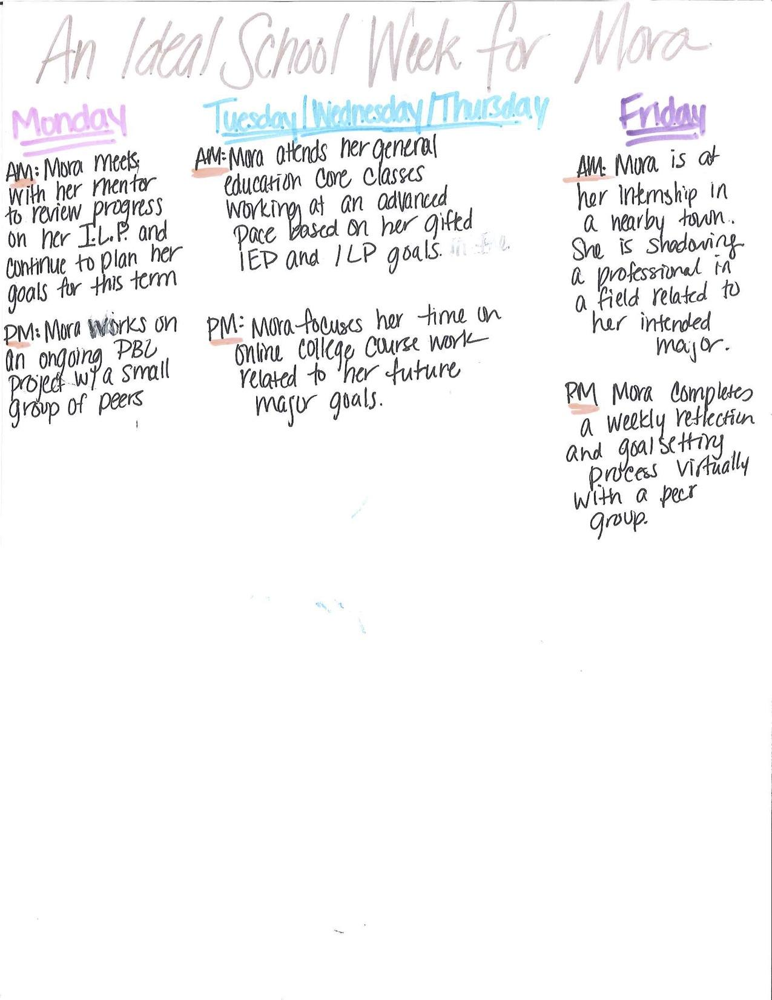 An Ideal School Week for Mora
Monday
AM: Mora meets
with her mentor
to review progress
on her I.L.P. and
continue to plan her
goals for this term
PM: Mora works on
an ongoing PBL
project w/ a small
group of peers
Tuesday/Wednesday/Thursday
AM: Mora attends her general
education core classes
working at an advanced
pace based on her gifted
IEP and ILP goals. in the
PM: Mora focuses her time on
online college course work
related to her future
major goals.
Friday
AM: Mora is at
her internship in
a nearby town.
She is shadowing
a professional in
a field related to
her intended
major.
PM Mora completes
a weekly reflection
and goal setting
process virtually
with a peer
group.